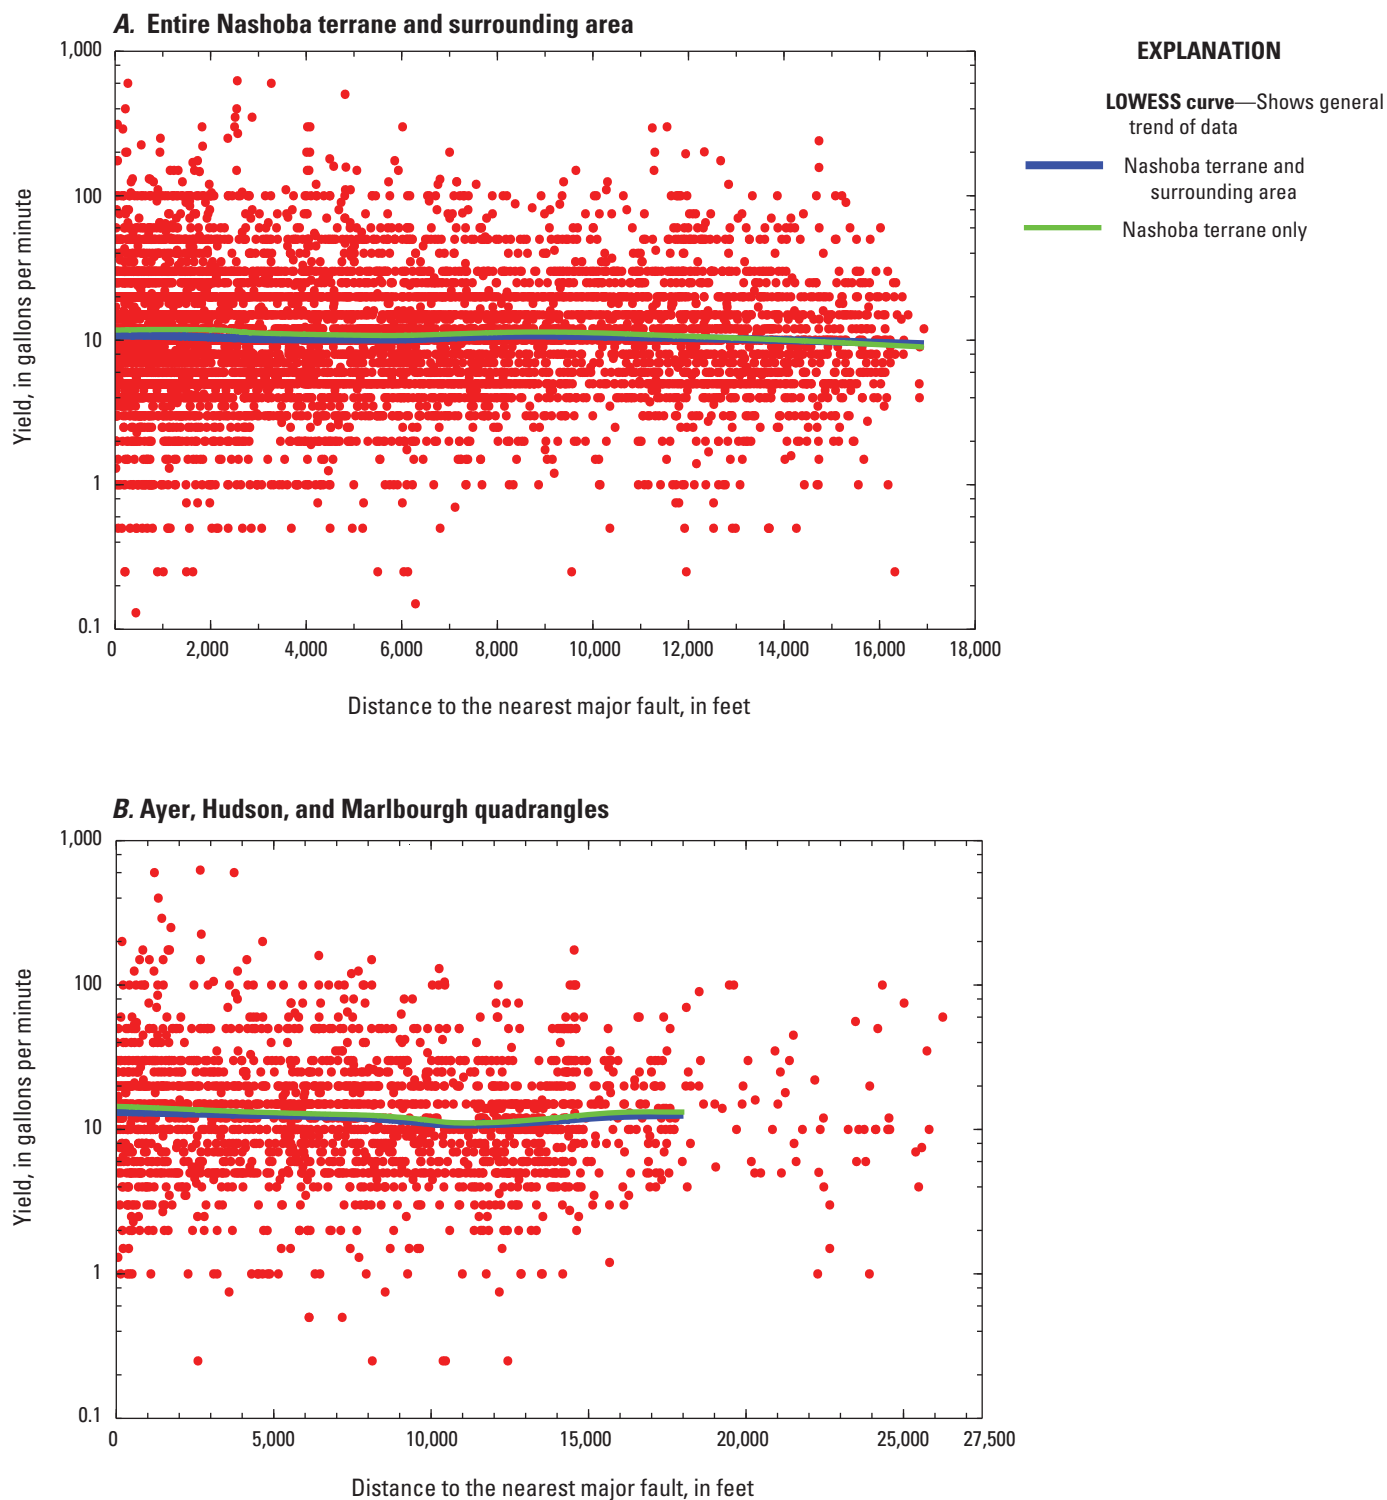 A. Entire Nashoba terrane and surrounding area
1,000
100
10
1
0.1
Yield, in gallons per minute
0 2,000 4,000 6,000 8,000 10,000 12,000 14,000 16,000 18,000
Distance to the nearest major fault, in feet
EXPLANATION
LOWESS curve—Shows general
trend of data
Nashoba terrane and
surrounding area
Nashoba terrane only
B. Ayer, Hudson, and Marlbourgh quadrangles
1,000
100
10
1
0.1
Yield, in gallons per minute
0 5,000 10,000 15,000 20,000 25,000 27,500
Distance to the nearest major fault, in feet